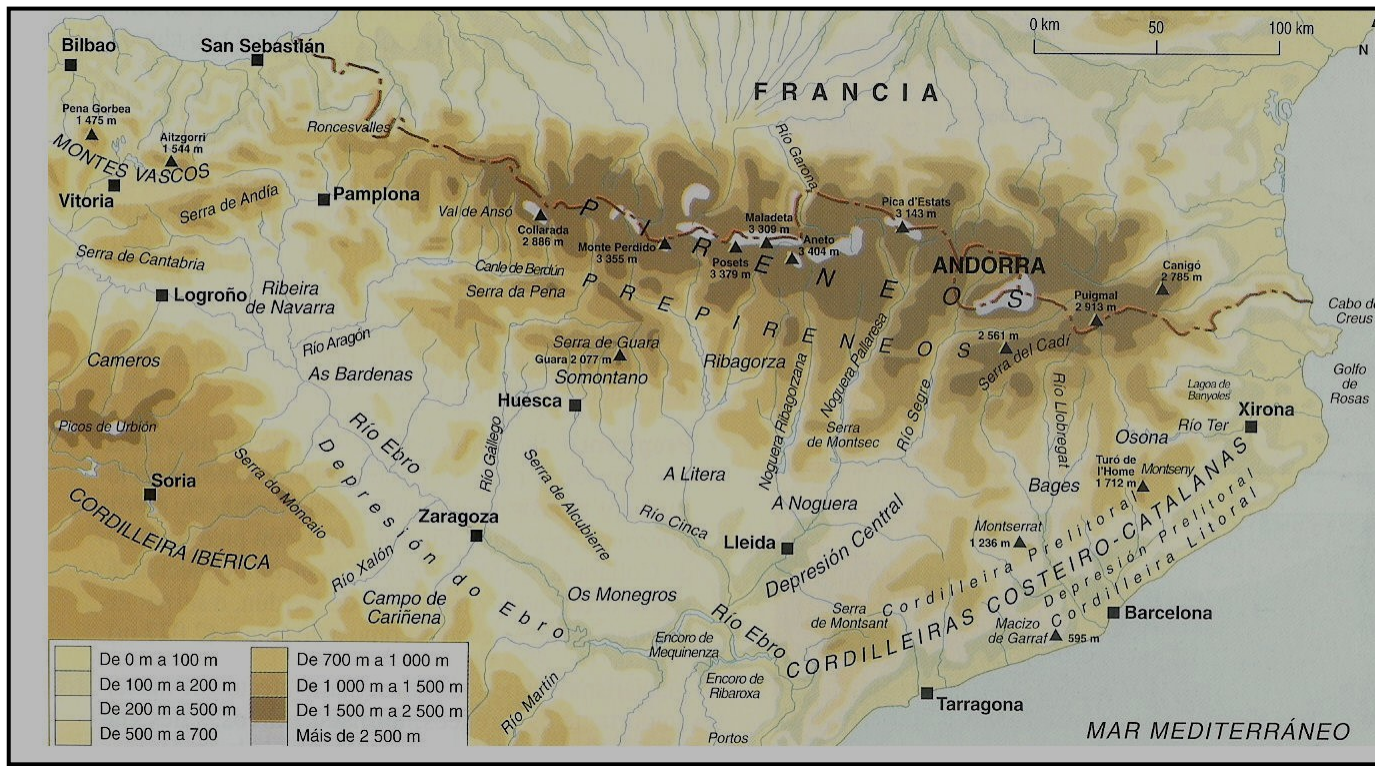 0 km 50 100 km
N
Bilbao
San Sebastián
FRANCIA
Pena Gorbea
1 475 m
Aitzgorri
1 544 m
MONTES VASCOS
Vitoria
Roncesvalles
Río Garona
Serra de Andía
Pamplona
Val de Ansó
Collarada
2 886 m
PIRENEOS
Monte Perdido
3 355 m
Maladeta
3 309 m
Posets
3 379 m
Aneto
3 404 m
Pica d'Estats
3 143 m
ANDORRA
Canigó
2 785 m
Puigmal
2 913 m
Cabo de
Creus
Serra de Cantabria
Logroño
Ribeira
de Navarra
Canle de Berdún
Serra da Pena
PREPIRENEOS
2 561 m
Serra del Cadí
Golfo
de
Rosas
Cameros
Río Aragón
As Bardenas
Serra de Guara
Guara 2 077 m
Somontano
Ribagorza
Noguera Ribagorzana
Noguera Pallaresa
Río Segre
Río Llobregat
Lagoa de
Banyoles
Xirona
Río Ter
Osona
Huesca
Picos de Urbión
Río Ebro
Río Gállego
Serra
de Montsec
Soria
Serra do Moncaio
Depresión do Ebro
Serra de Alcubierre
A Litera
A Noguera
Bages
Turó de
l'Home
1 712 m
Montseny
CORDILLEIRA IBÉRICA
Zaragoza
Río Cinca
Lleida
Depresión Central
Montserrat
1 236 m
Cordilleira Prelitoral
CORDILLEIRAS COSTEIRO-CATALANAS
Depresión Prelitoral
Cordilleira Litoral
Río Xalón
Campo de
Cariñena
Os Monegros
Río Ebro
Serra
de Montsant
Macizo
de Garraf
595 m
Barcelona
Encoro de
Mequinenza
Encoro de
Ribaroxa
Río Martín
Portos
Tarragona
MAR MEDITERRÁNEO
De 0 m a 100 m
De 100 m a 200 m
De 200 m a 500 m
De 500 m a 700
De 700 m a 1 000 m
De 1 000 m a 1 500 m
De 1 500 m a 2 500 m
Máis de 2 500 m